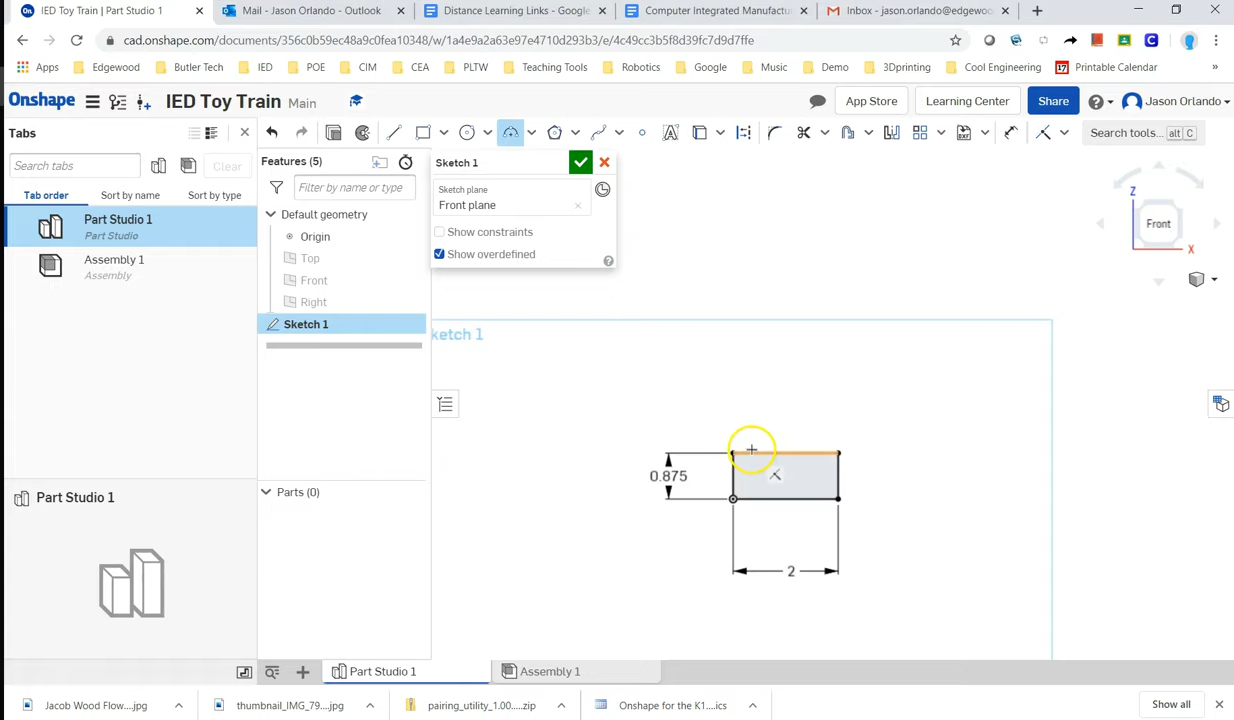 IED Toy Train | Part Studio 1
Mail - Jason Orlando - Outlook
Distance Learning Links - Google
Computer Integrated Manufactur
Inbox - jason.orlando@edgewoo
cad.onshape.com/documents/356c0b59ec48a9c0fea10348/w/1a4e9a2a63e97e4710d293b3/e/4c49cc3b5f8d39fc7d9d7ffe
Apps
Edgewood
Butler Tech
IED
POE
CIM
CEA
PLTW
Teaching Tools
Robotics
Google
Music
Demo
3Dprinting
Cool Engineering
17
Printable Calendar
»
Onshape
IED Toy Train
Main
App Store
Learning Center
Share
Jason Orlando
Tabs
Search tools...
alt
C
Search tabs
Clear
Tab order
Sort by name
Sort by type
Part Studio 1
Part Studio
Assembly 1
Assembly
Features (5)
Filter by name or type
Default geometry
Origin
Top
Front
Right
Sketch 1
Parts (0)
Sketch 1
Sketch plane
Front plane
Show constraints
Show overdefined
Z
Front
X
ketch 1
0.875
2
Part Studio 1
Part Studio 1
Assembly 1
Jacob Wood Flow....jpg
thumbnail_IMG_79....jpg
pairing_utility_1.00....zip
Onshape for the K1....ics
Show all